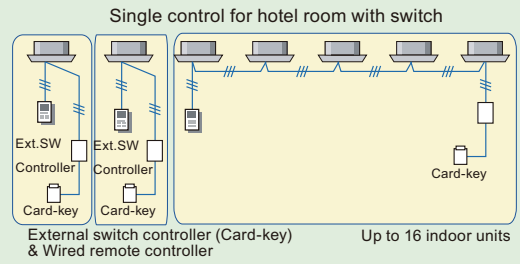 Single control for hotel room with switch
Ext.SW
Controller
Card-key
Ext.SW
Controller
Card-key
Card-key
External switch controller (Card-key)
& Wired remote controller
Up to 16 indoor units